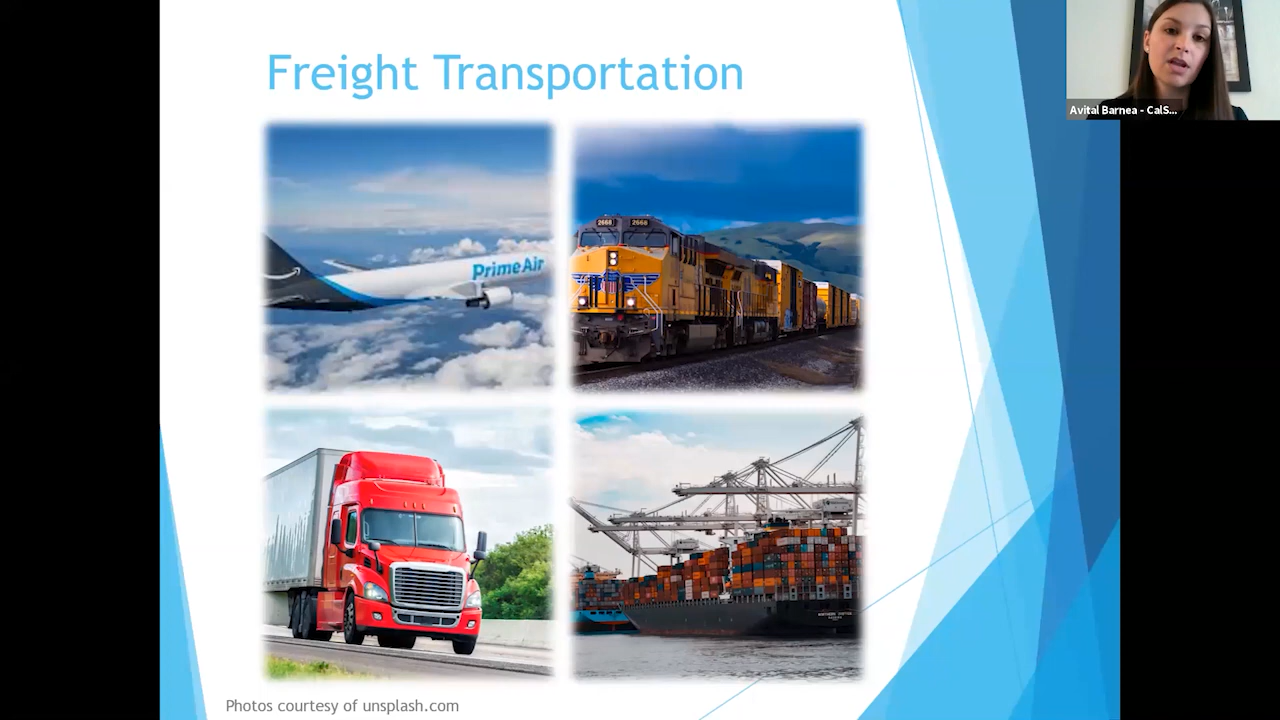 Freight Transportation
Avital Barnea - CalS...
Prime Air
2668 2668
Photos courtesy of unsplash.com